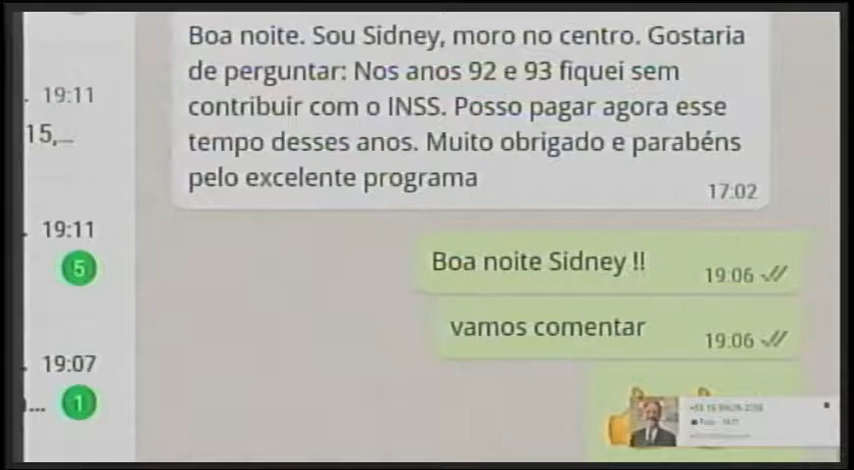 Boa noite. Sou Sidney, moro no centro. Gostaria
de perguntar: Nos anos 92 e 93 fiquei sem
contribuir com o INSS. Posso pagar agora esse
tempo desses anos. Muito obrigado e parabéns
pelo excelente programa
17:02
19:11
15,...
19:11
5
Boa noite Sidney !!
19:06
vamos comentar
19:06
19:07
1